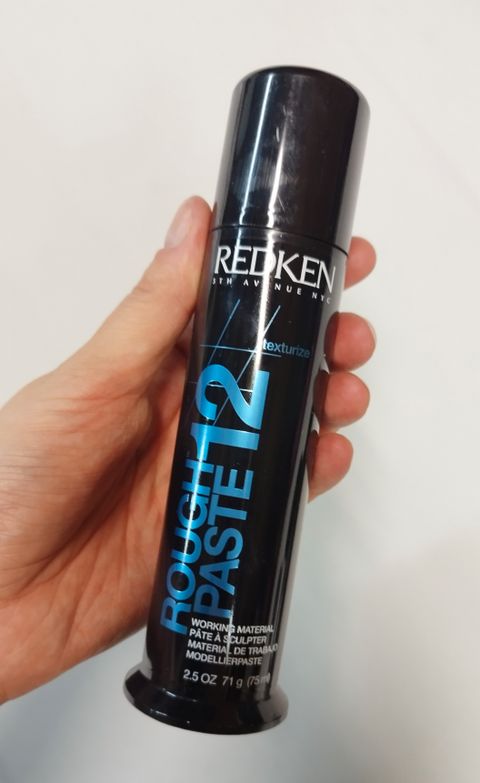 REDKEN
5TH AVENUE NYC
texturize
ROUGH
PASTE 12
WORKING MATERIAL
PÂTE À SCULPTER
MATERIAL DE TRABAJO
MODELLIERPASTE
2.5 OZ 71 g (75 ml)